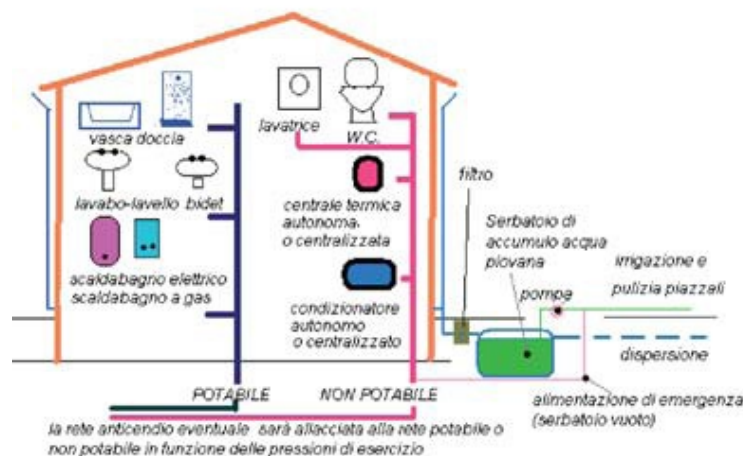 lavatrice
W.C.
vasca doccia
filtro
lavabo-lavello bidet
centrale termica
autonoma
o centralizzata
Serbatoio di
accumulo acqua
piovana
irrigazione e
pulizia piazzali
pompa
scaldabagno elettrico
scaldabagno a gas
condizionatore
autonomo
o centralizzato
dispersione
POTABILE
NON POTABILE
alimentazione di emergenza
(serbatoio vuoto)
la rete anticendio eventuale sarà allacciata alla rete potabile o
non potabile in funzione delle pressioni di esercizio